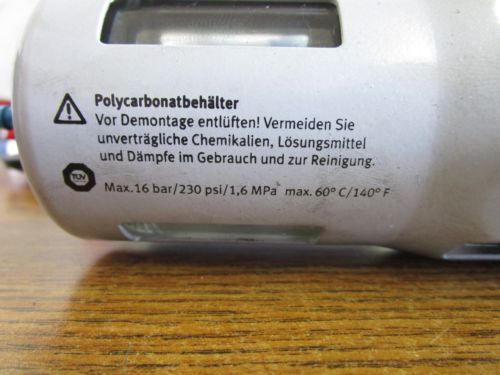 Polycarbonatbehälter
Vor Demontage entlüften! Vermeiden Sie
unverträgliche Chemikalien, Lösungsmittel
und Dämpfe im Gebrauch und zur Reinigung.
TÜV
Max. 16 bar/230 psi/1,6 MPa max. 60° C/140° F